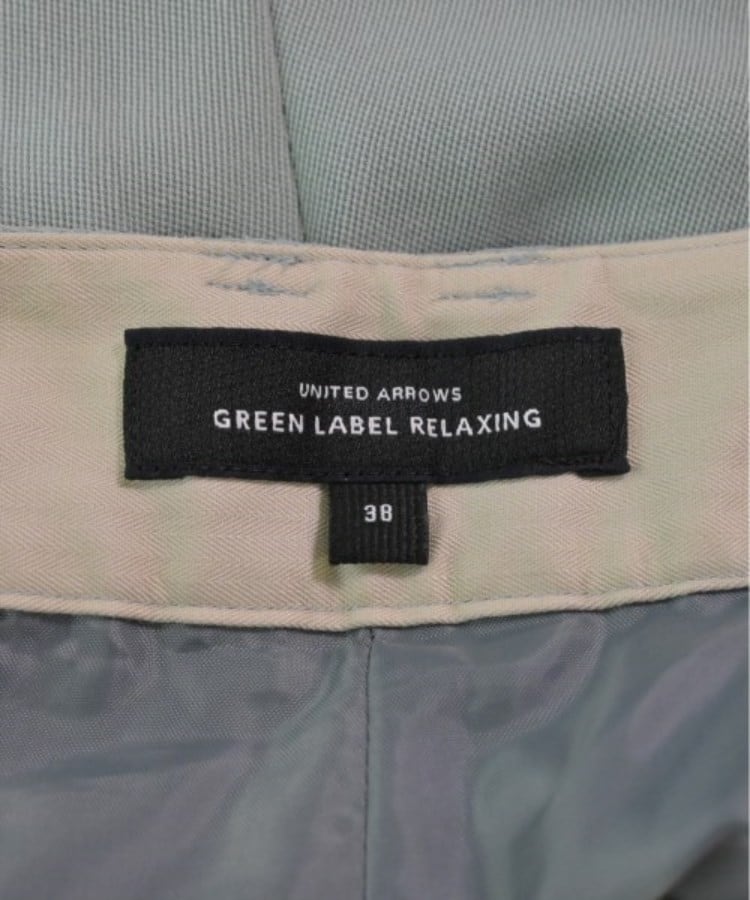 UNITED ARROWS
GREEN LABEL RELAXING
38